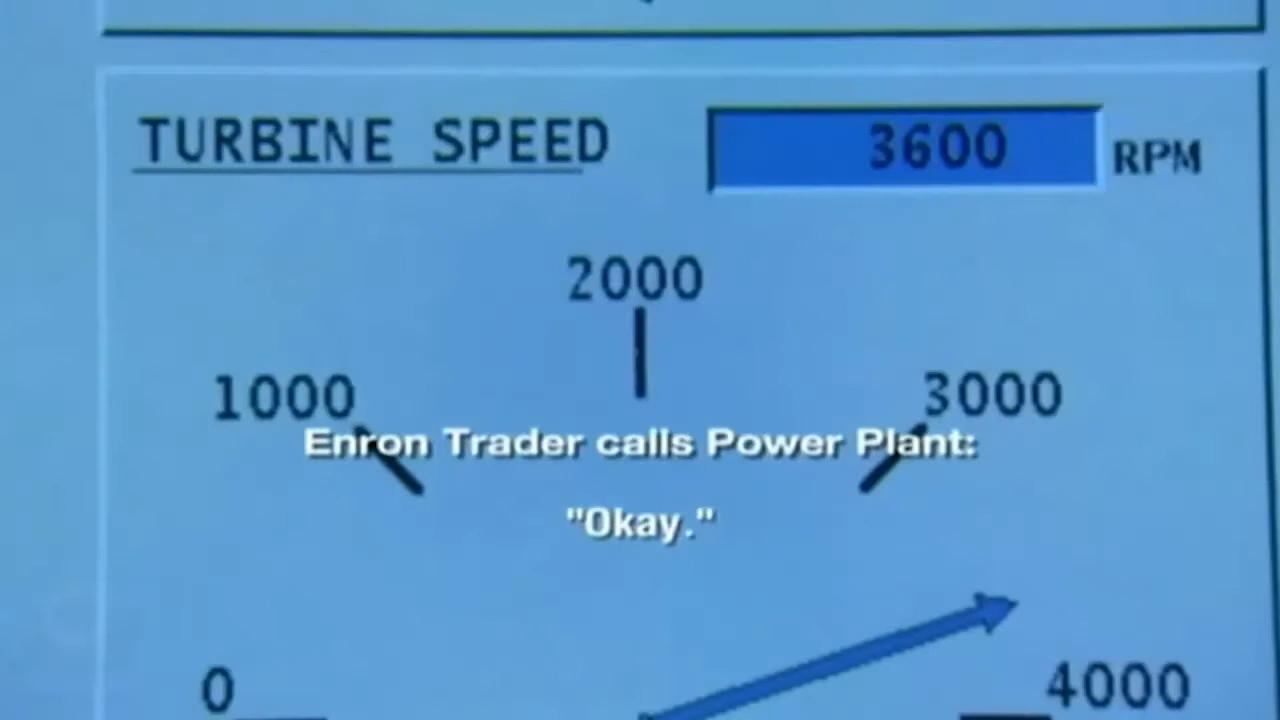 TURBINE SPEED 3600 RPM
2000
1000 3000
Enron Trader calls Power Plant:
"Okay."
0 4000